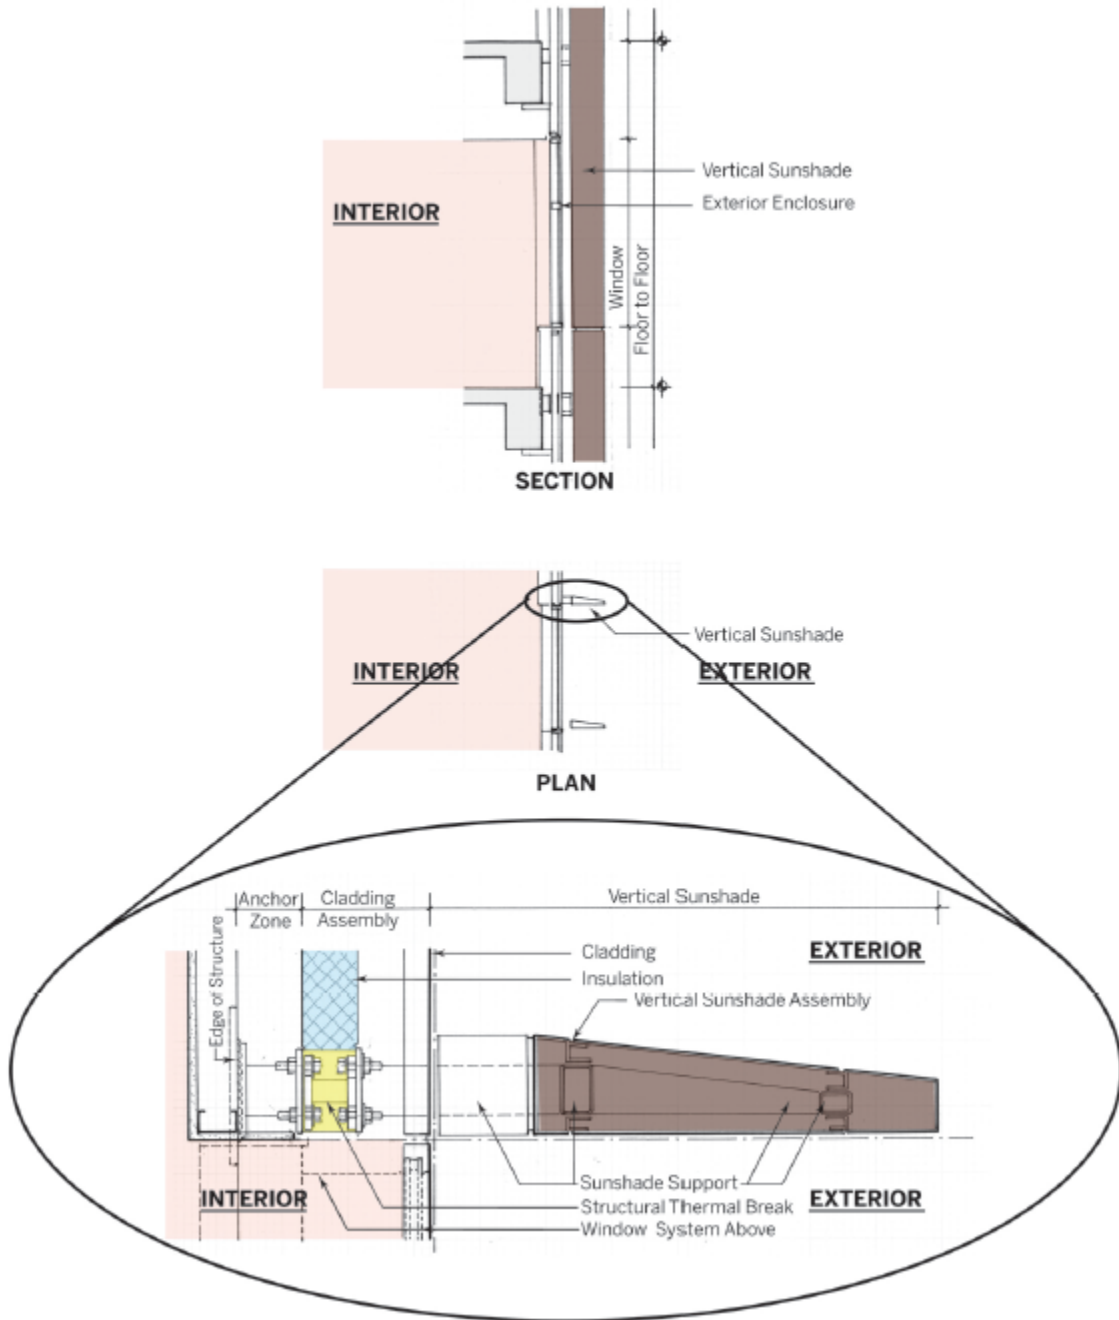 Vertical Sunshade
INTERIOR
Exterior Enclosure
Window
Floor to Floor
SECTION
Vertical Sunshade
INTERIOR
EXTERIOR
PLAN
Anchor
Zone
Cladding
Assembly
Vertical Sunshade
Edge of Structure
Cladding
EXTERIOR
Insulation
Vertical Sunshade Assembly
Sunshade Support
INTERIOR
EXTERIOR
Structural Thermal Break
Window System Above